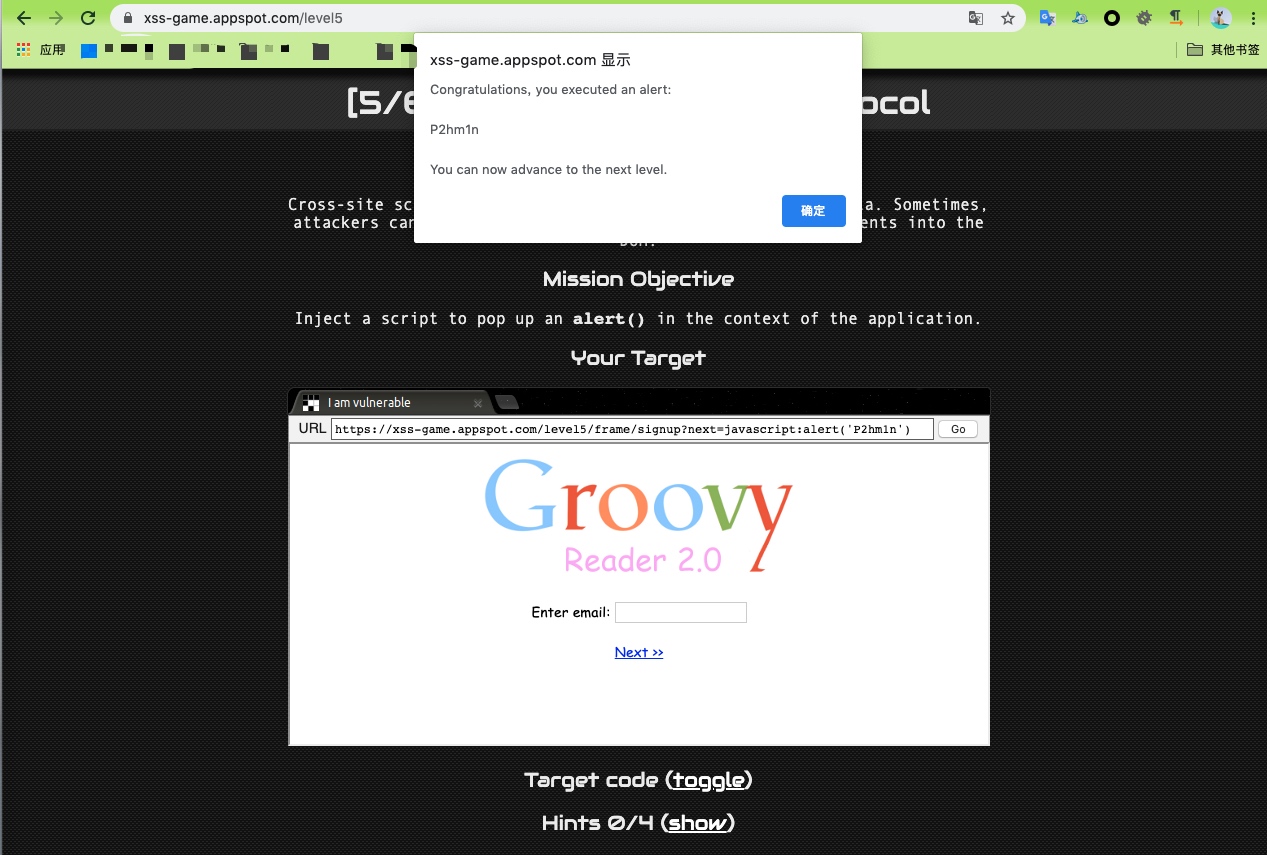 xss-game.appspot.com/level5
应用
其他书签
xss-game.appspot.com 显示
Congratulations, you executed an alert:
P2hm1n
You can now advance to the next level.
确定
[5/6
ocol
Cross-site sc
a. Sometimes,
attackers can
ents into the
DOM.
Mission Objective
Inject a script to pop up an alert() in the context of the application.
Your Target
I am vulnerable
URL https://xss-game.appspot.com/level5/frame/signup?next=javascript:alert('P2hm1n') Go
Groovy
Reader 2.0
Enter email:
Next >>
Target code (toggle)
Hints 0/4 (show)